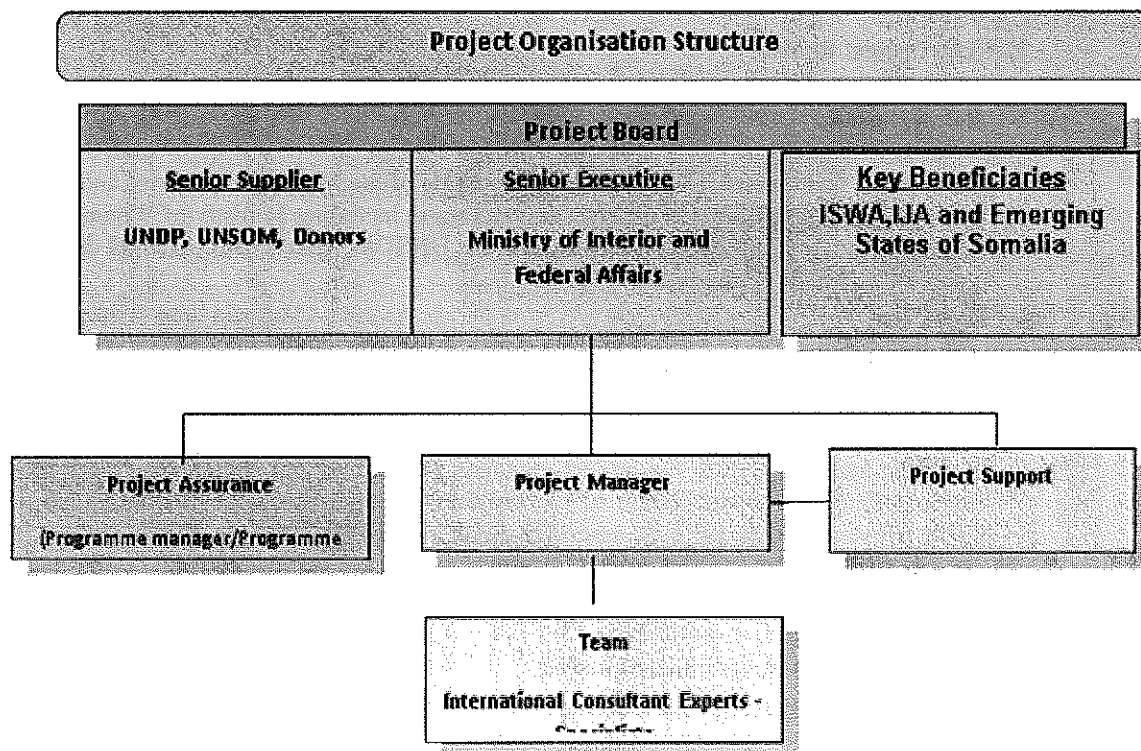 Project Organisation Structure
Project Board
Senior Supplier
UNDP, UNSOM, Donors
Senior Executive
Ministry of Interior and
Federal Affairs
Key Beneficiaries
ISWA,IJA and Emerging
States of Somalia
Project Assurance
(Programme manager/Programme
Project Manager
Project Support
Team
International Consultant Experts -